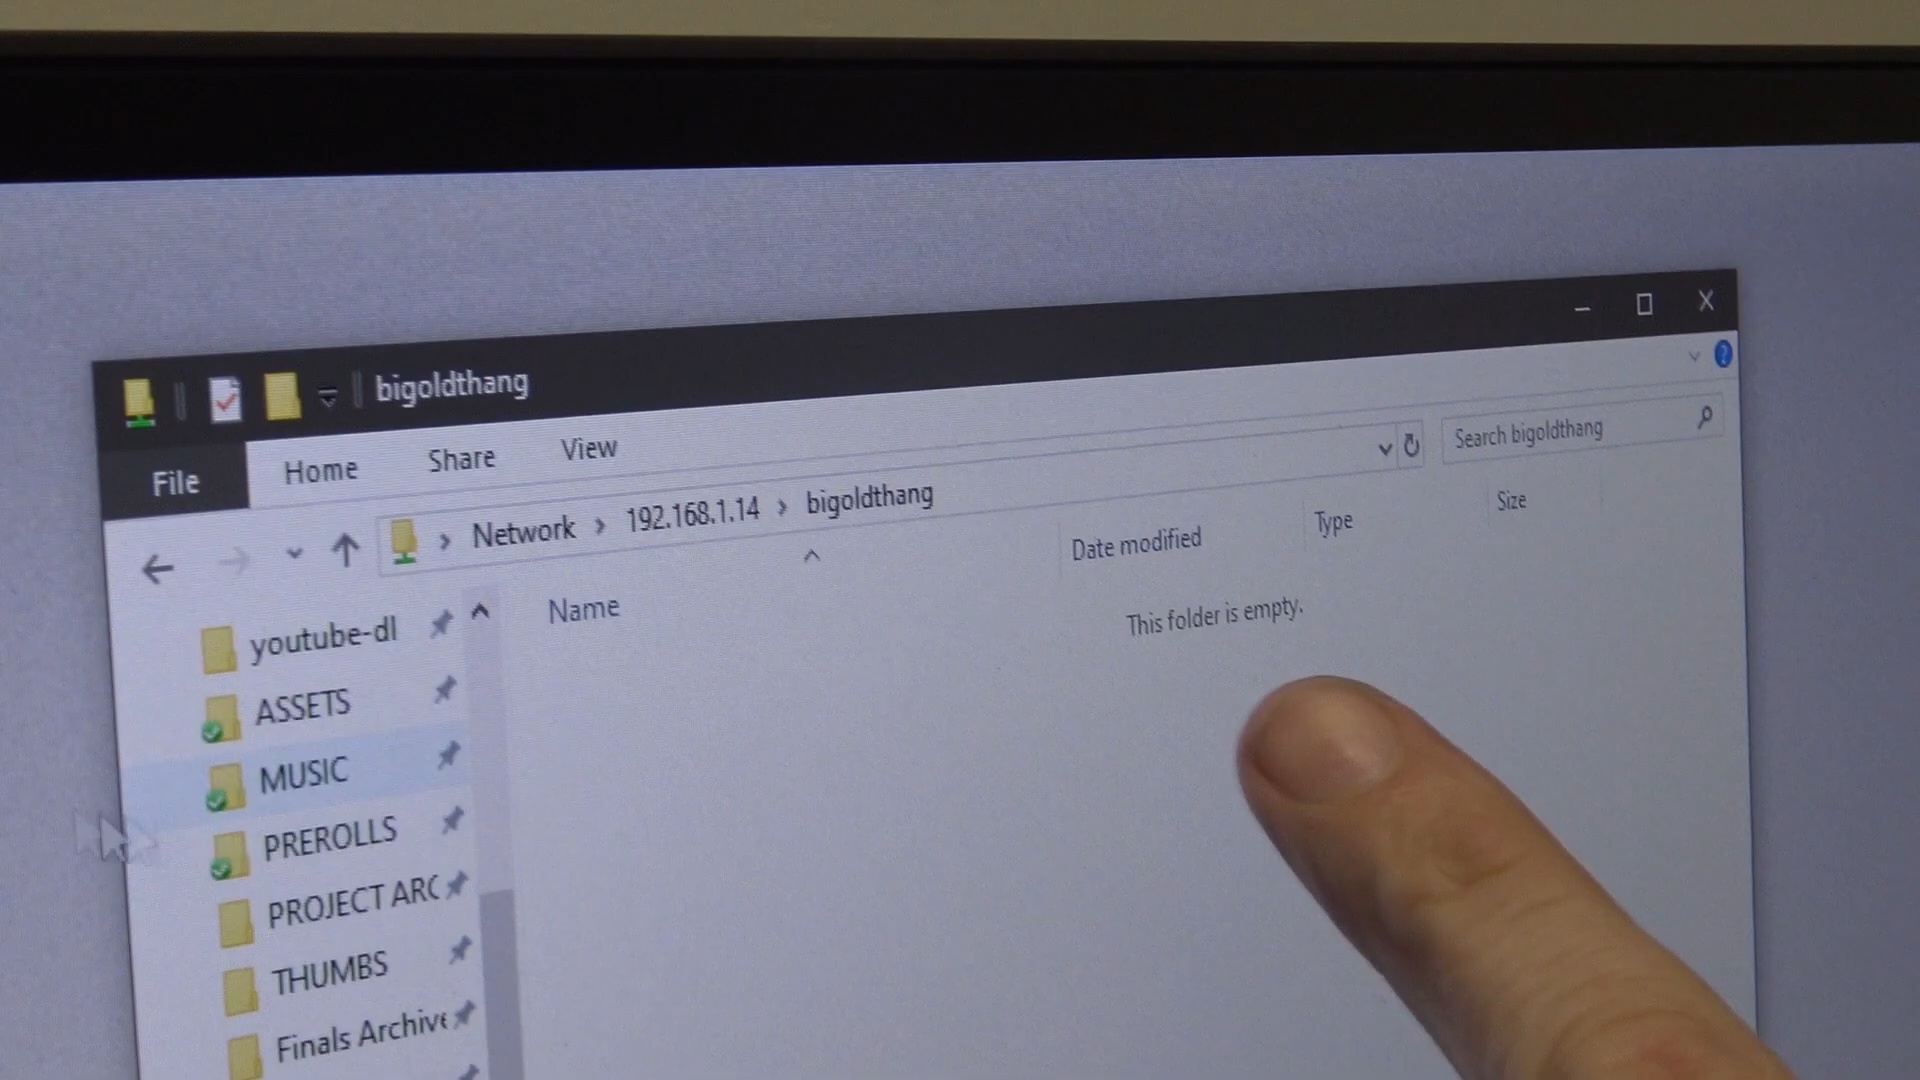 bigoldthang
File Home Share View
Network 192.168.1.14 bigoldthang
Search bigoldthang
Name Date modified Type Size
This folder is empty.
youtube-dl
ASSETS
MUSIC
PREROLLS
PROJECT ARC
THUMBS
Finals Archive